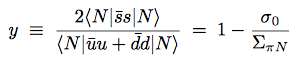 y ≡ 2⟨N|s̄s|N⟩ / ⟨N|ūu + d̄d|N⟩ = 1 − σ₀ / Σ_πN